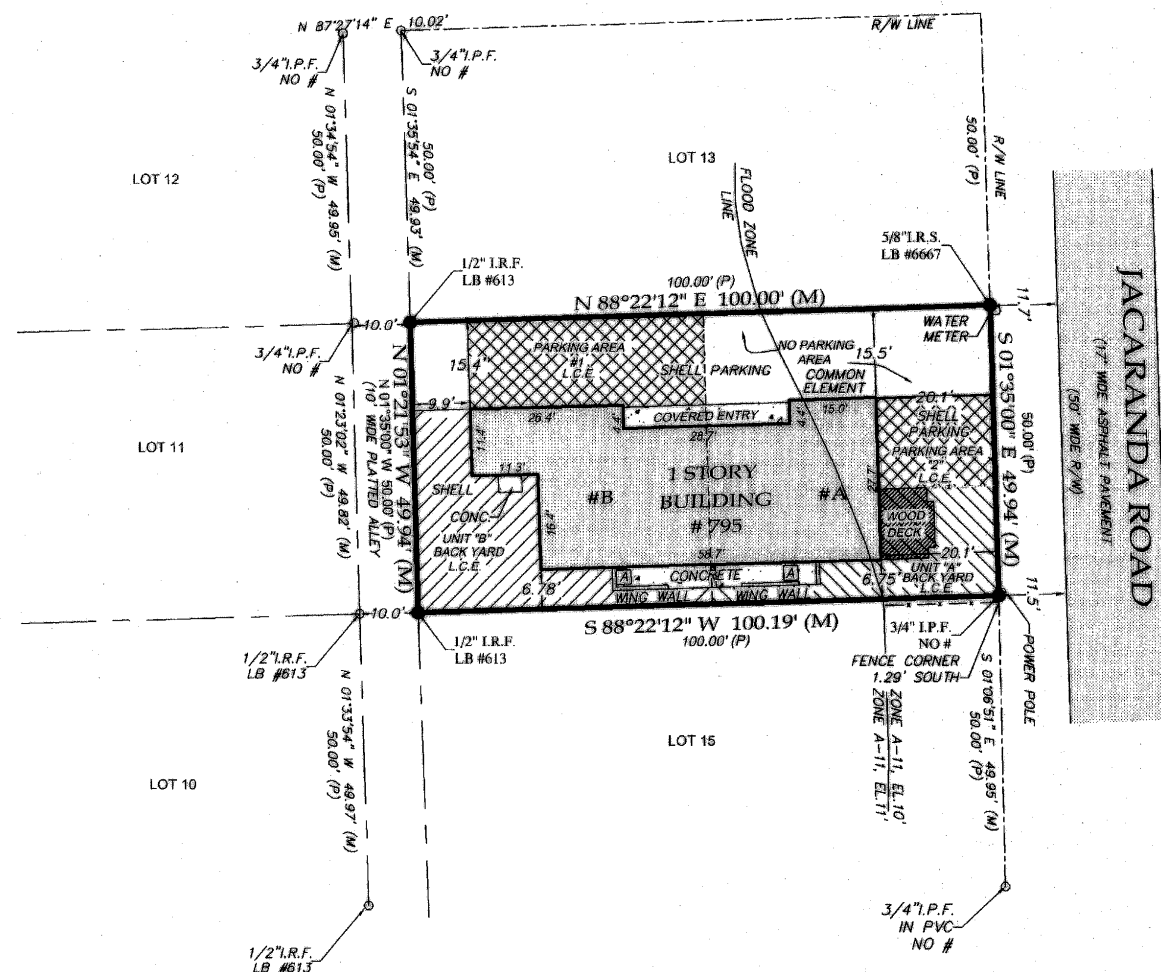 N 87°27'14" E 10.02'
R/W LINE
3/4"I.P.F.
NO #
3/4"I.P.F.
NO #
N 01°34'54" W 49.95' (M)
50.00' (P)
S 01°35'54" E 49.93' (M)
50.00' (P)
LOT 12
LOT 13
FLOOD ZONE
LINE
R/W LINE
50.00' (P)
5/8"I.R.S.
LB #6667
1/2" I.R.F.
LB #613
100.00' (P)
N 88°22'12" E 100.00' (M)
11.7'
JACARANDA ROAD
(17' WIDE ASPHALT PAVEMENT
(50' WIDE R/W)
10.0'
3/4"I.P.F.
NO #
WATER
METER
PARKING AREA
#1
L.C.E.
SHELL PARKING
NO PARKING
AREA
COMMON
ELEMENT
15.5'
15.4'
9.9'
26.4'
4.4'
COVERED ENTRY
28.7'
4.4'
15.0'
20.1'
SHELL
PARKING
PARKING AREA
"2"
L.C.E.
S 01°35'00" E 49.94' (M)
50.00' (P)
LOT 11
N 01°23'02" W 49.82' (M)
50.00' (P)
(10' WIDE PLATTED ALLEY
N 01°35'00"W 50.00' (P)
N 01°21'53" W 49.94' (M)
11.4'
11.3'
SHELL
CONC.
UNIT "B"
BACK YARD
L.C.E.
16.4'
#B
1 STORY
BUILDING
# 795
#A
WOOD
DECK
58.7'
20.1'
UNIT "A"
BACK YARD
L.C.E.
6.78'
A
CONCRETE
A
6.75'
WING WALL
WING WALL
10.0'
1/2"I.R.F.
LB #613
1/2" I.R.F.
LB #613
S 88°22'12" W 100.19' (M)
100.00' (P)
3/4" I.P.F.
NO #
FENCE CORNER
1.29' SOUTH
11.5'
POWER POLE
ZONE A-11, EL.10'
ZONE A-11, EL.11'
S 01°06'51" E 49.95' (M)
50.00' (P)
N 01°33'54" W 49.97' (M)
50.00' (P)
LOT 15
LOT 10
1/2"I.R.F.
LB #613
3/4"I.P.F.
IN PVC
NO #